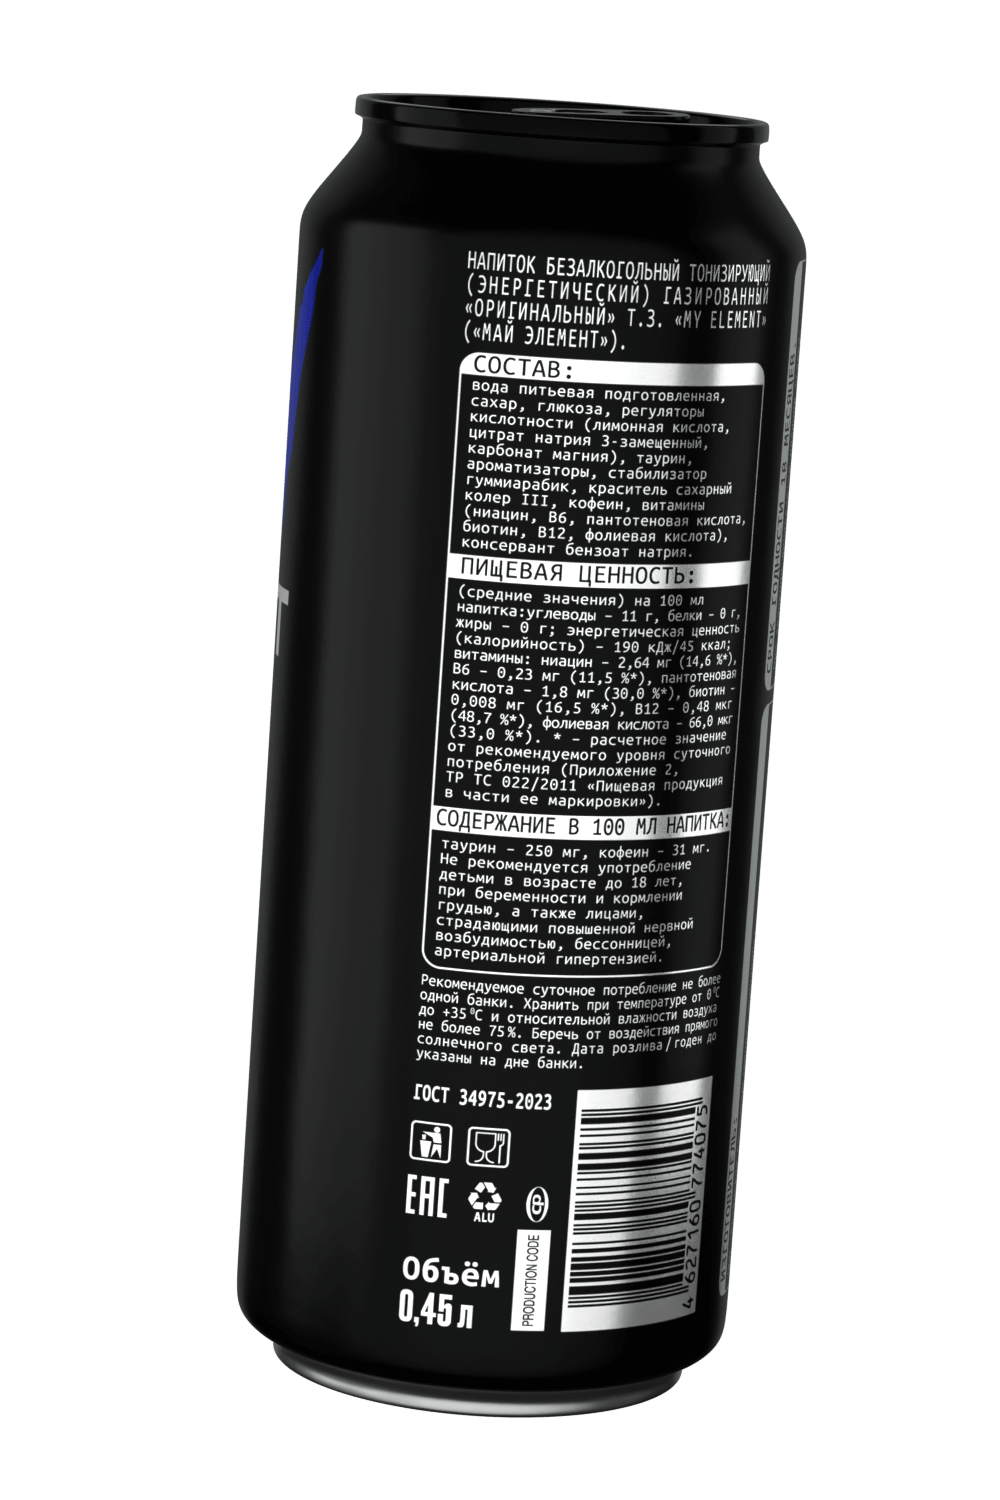 НАПИТОК БЕЗАЛКОГОЛЬНЫЙ ТОНИЗИРУЮЩИЙ
(ЭНЕРГЕТИЧЕСКИЙ) ГАЗИРОВАННЫЙ
«ОРИГИНАЛЬНЫЙ» Т.З. «MY ELEMENT»
(«МАЙ ЭЛЕМЕНТ»).
СОСТАВ:
вода питьевая подготовленная,
сахар, глюкоза, регуляторы
кислотности (лимонная кислота,
цитрат натрия 3-замещенный,
карбонат магния), таурин,
ароматизаторы, стабилизатор
гуммиарабик, краситель сахарный
колер III, кофеин, витамины
(ниацин, В6, пантотеновая кислота,
биотин, В12, фолиевая кислота),
консервант бензоат натрия.
ПИЩЕВАЯ ЦЕННОСТЬ:
(средние значения) на 100 мл
напитка:углеводы – 11 г, белки – 0 г,
жиры – 0 г; энергетическая ценность
(калорийность) – 190 кДж/45 ккал;
витамины: ниацин – 2,64 мг (14,6 %*),
В6 – 0,23 мг (11,5 %*), пантотеновая
кислота – 1,8 мг (30,0 %*), биотин –
0,008 мг (16,5 %*), В12 – 0,48 мкг
(48,7 %*), фолиевая кислота – 66,0 мкг
(33,0 %*). * – расчетное значение
от рекомендуемого уровня суточного
потребления (Приложение 2,
ТР ТС 022/2011 «Пищевая продукция
в части ее маркировки»).
СОДЕРЖАНИЕ В 100 МЛ НАПИТКА:
таурин – 250 мг, кофеин – 31 мг.
Не рекомендуется употребление
детьми в возрасте до 18 лет,
при беременности и кормлении
грудью, а также лицами,
страдающими повышенной нервной
возбудимостью, бессонницей,
артериальной гипертензией.
Рекомендуемое суточное потребление не более
одной банки. Хранить при температуре от 0°С
до +35°С и относительной влажности воздуха
не более 75%. Беречь от воздействия прямого
солнечного света. Дата розлива/годен до
указаны на дне банки.
ГОСТ 34975-2023
EAC
ALU
Объём
0,45 л
PRODUCTION CODE
4 627160 774075
Т
СРОК ГОДНОСТИ 18 МЕСЯЦЕВ.
ИЗГОТОВИТЕЛЬ: